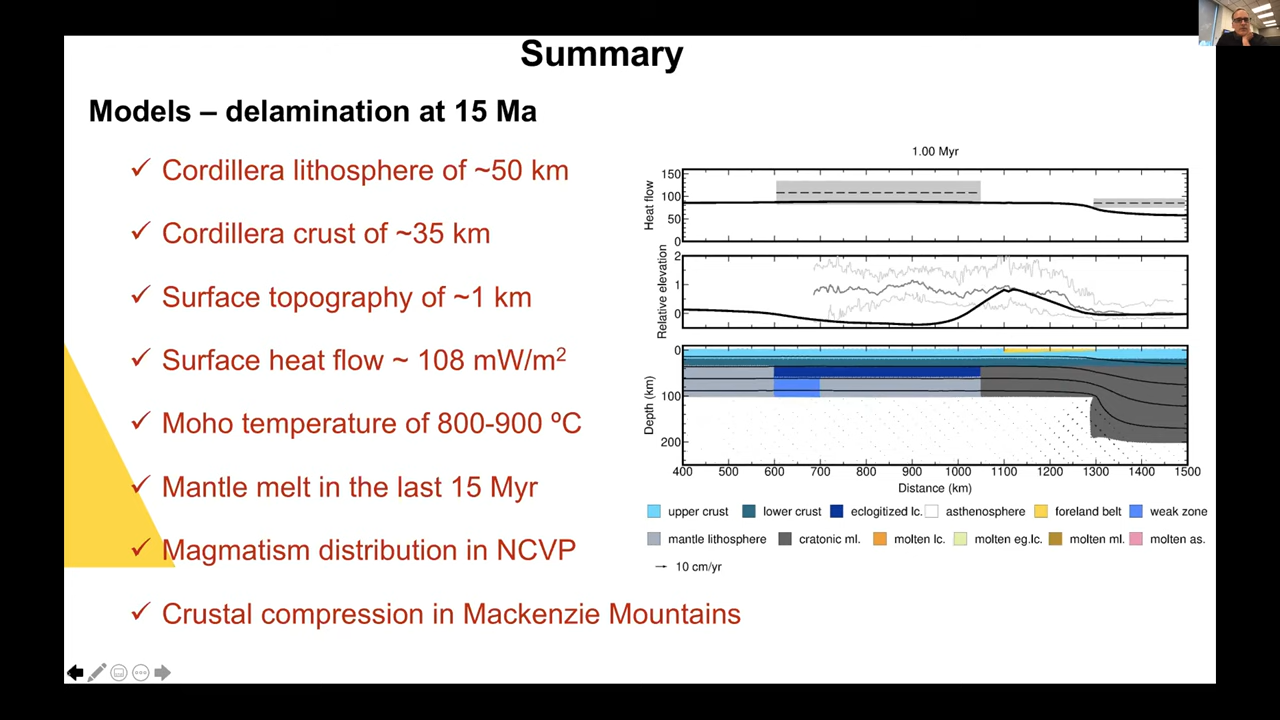 Summary
Models – delamination at 15 Ma
✓ Cordillera lithosphere of ~50 km
✓ Cordillera crust of ~35 km
✓ Surface topography of ~1 km
✓ Surface heat flow ~ 108 mW/m²
✓ Moho temperature of 800-900 ºC
✓ Mantle melt in the last 15 Myr
✓ Magmatism distribution in NCVP
✓ Crustal compression in Mackenzie Mountains
1.00 Myr
Heat flow
150
100
50
0
Relative elevation
2
1
0
Depth (km)
0
100
200
400 500 600 700 800 900 1000 1100 1200 1300 1400 1500
Distance (km)
upper crust lower crust eclogitized lc. asthenosphere foreland belt weak zone
mantle lithosphere cratonic ml. molten lc. molten eg.lc. molten ml. molten as.
→ 10 cm/yr